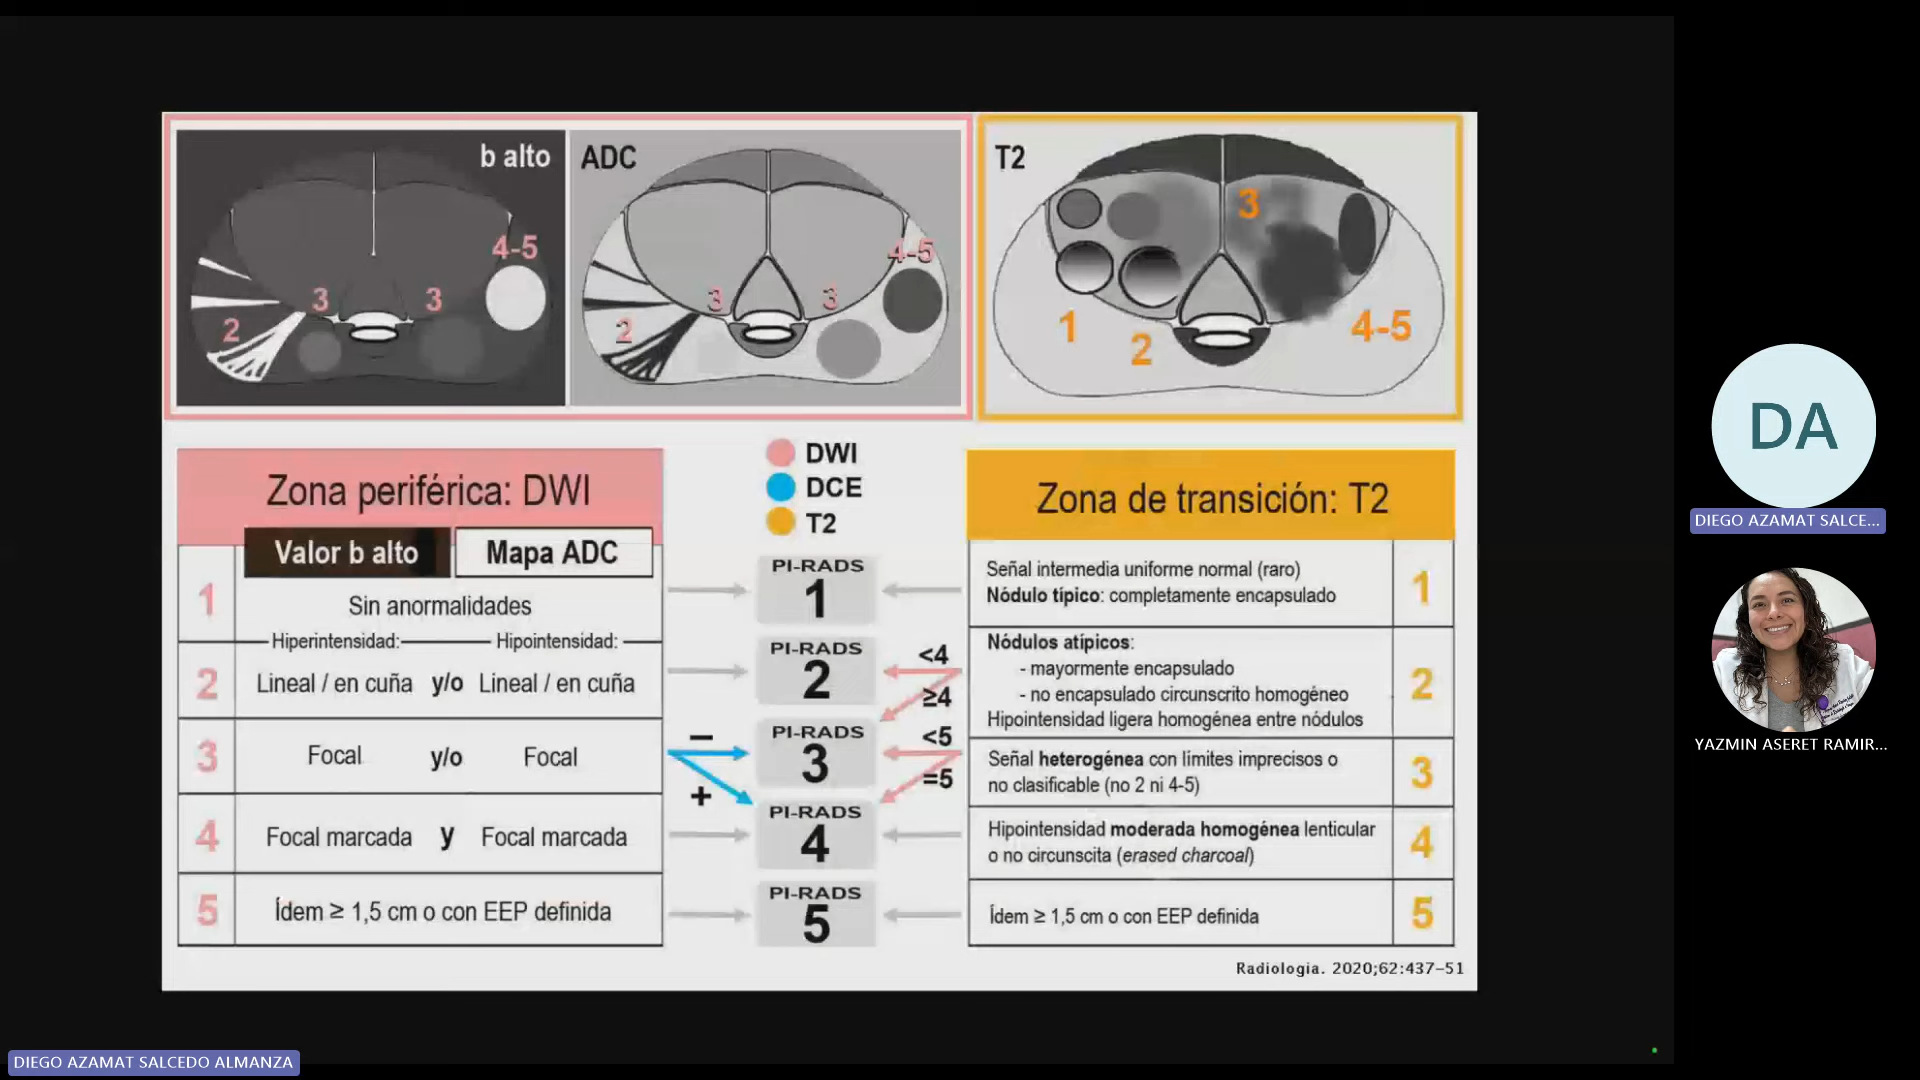 b alto
4-5
3
3
2
ADC
4-5
3
3
2
T2
3
1
2
4-5
DWI
DCE
T2
Zona periférica: DWI
Valor b alto
Mapa ADC
1
Sin anormalidades
Hiperintensidad:
Hipointensidad:
2
Lineal / en cuña y/o Lineal / en cuña
3
Focal y/o Focal
4
Focal marcada y Focal marcada
5
Ídem ≥ 1,5 cm o con EEP definida
PI-RADS
1
PI-RADS
2
PI-RADS
3
PI-RADS
4
PI-RADS
5
−
+
<4
≥4
<5
=5
Zona de transición: T2
Señal intermedia uniforme normal (raro)
Nódulo típico: completamente encapsulado
1
Nódulos atípicos:
- mayormente encapsulado
- no encapsulado circunscrito homogéneo
Hipointensidad ligera homogénea entre nódulos
2
Señal heterogénea con límites imprecisos o
no clasificable (no 2 ni 4-5)
3
Hipointensidad moderada homogénea lenticular
o no circunscita (erased charcoal)
4
Ídem ≥ 1,5 cm o con EEP definida
5
Radiologia. 2020;62:437–51
DA
DIEGO AZAMAT SALCE...
YAZMIN ASERET RAMIR...
DIEGO AZAMAT SALCEDO ALMANZA